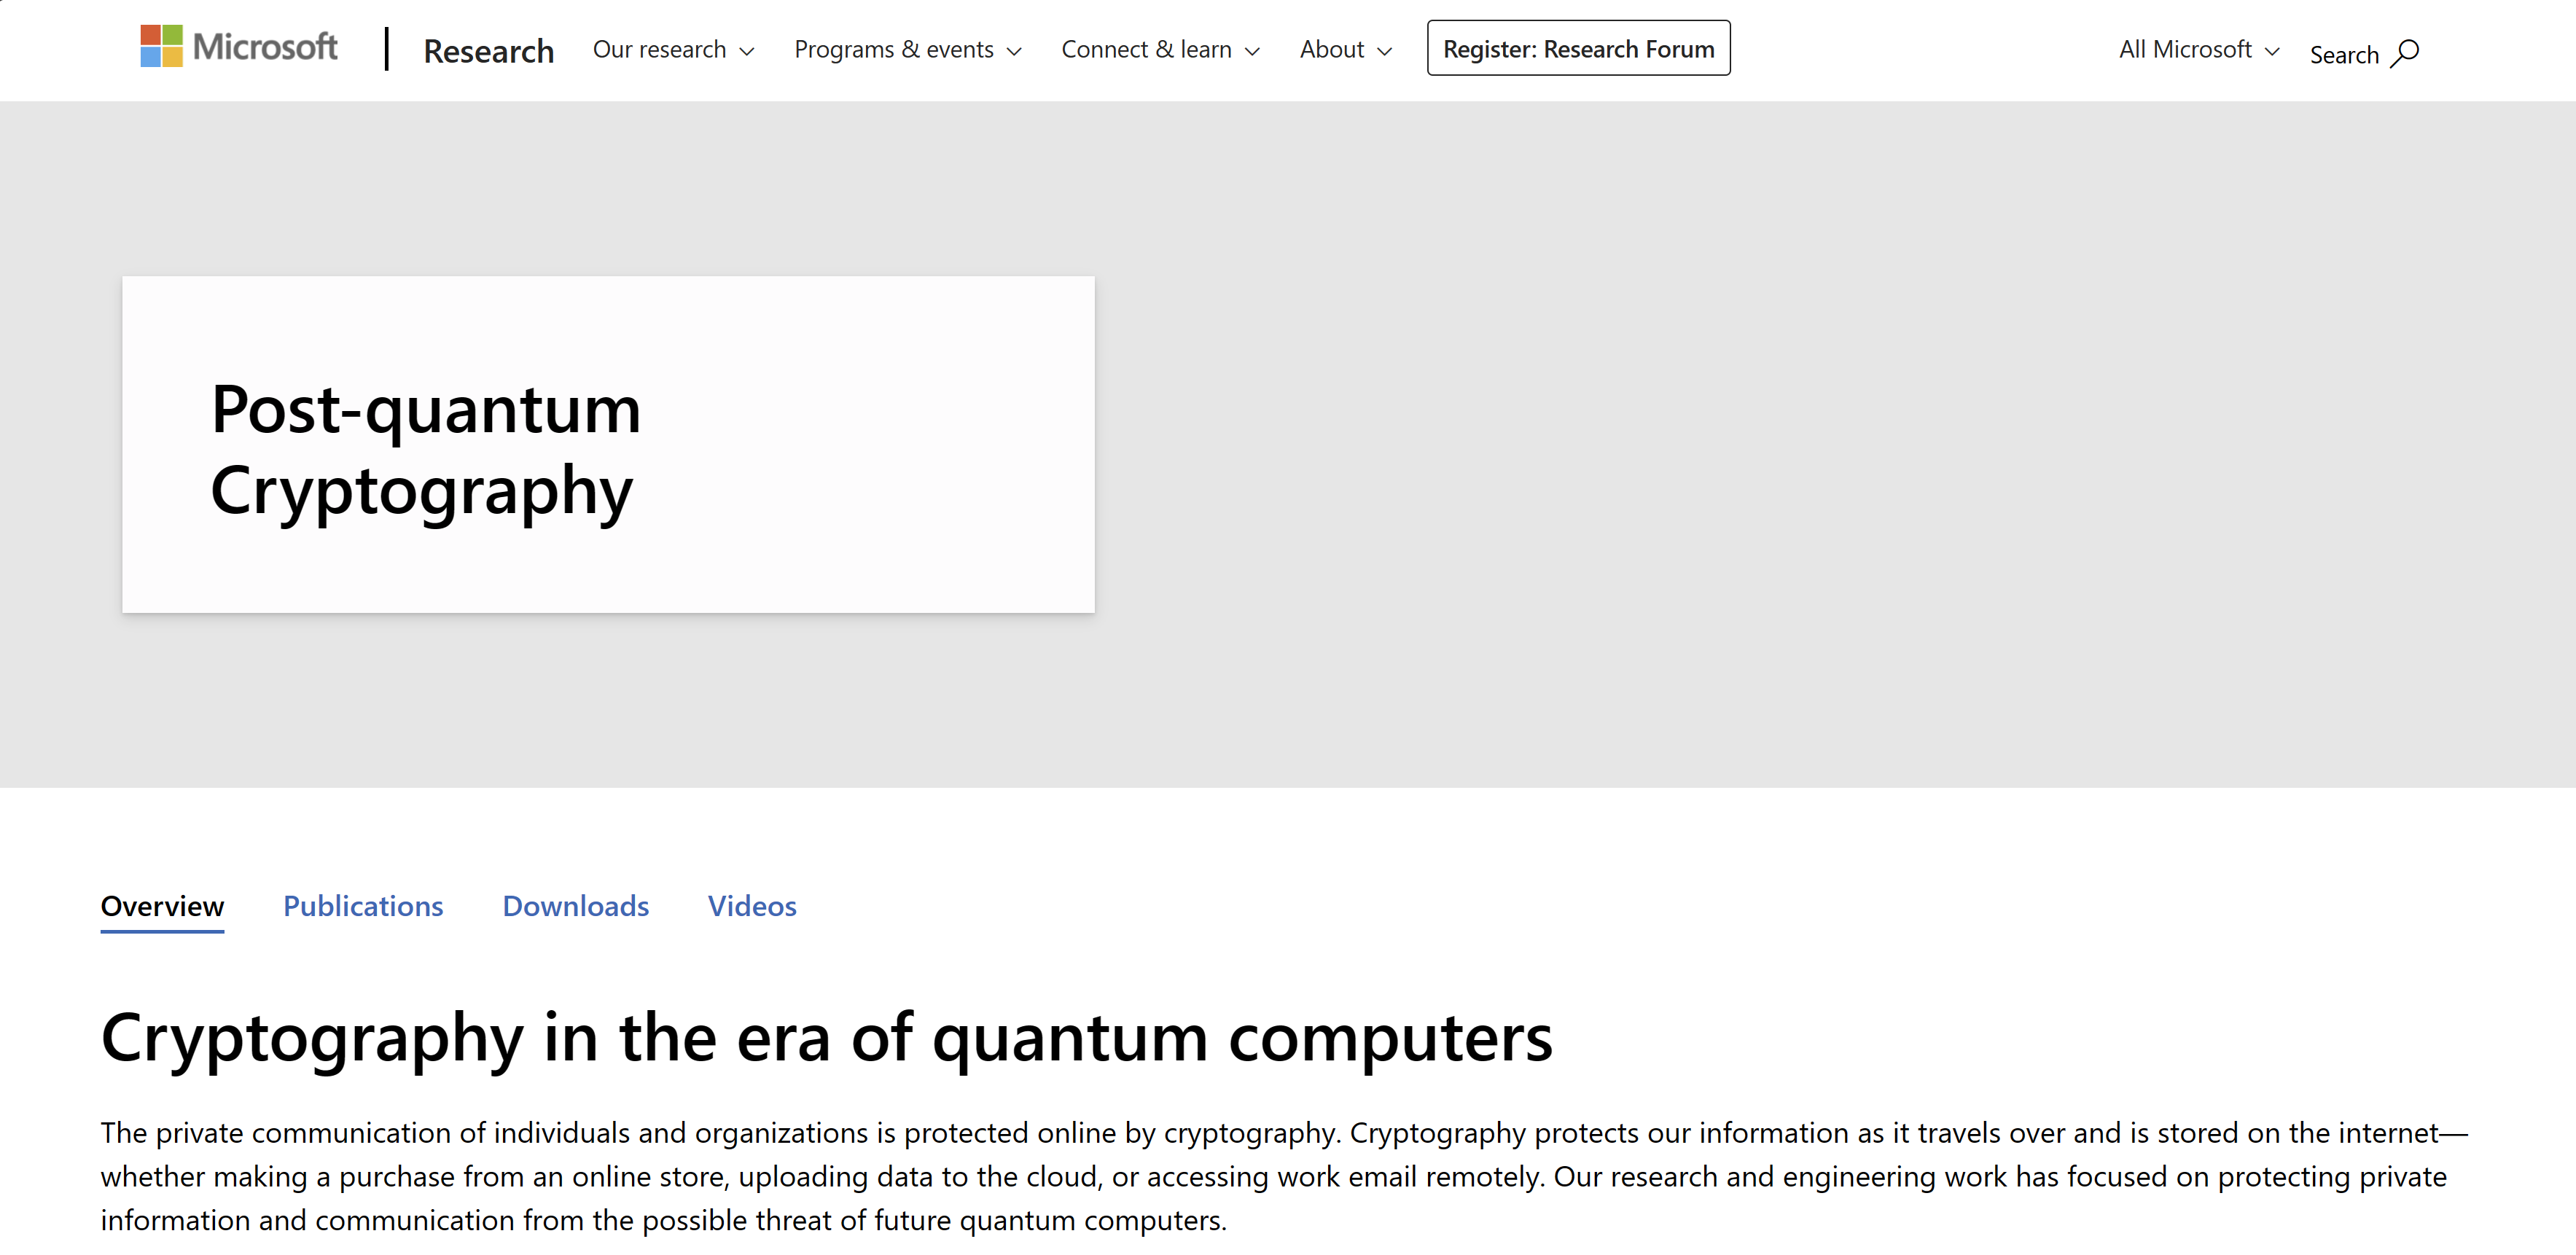 Microsoft
Research
Our research
Programs & events
Connect & learn
About
Register: Research Forum
All Microsoft
Search
Post-quantum
Cryptography
Overview
Publications
Downloads
Videos
Cryptography in the era of quantum computers
The private communication of individuals and organizations is protected online by cryptography. Cryptography protects our information as it travels over and is stored on the internet—
whether making a purchase from an online store, uploading data to the cloud, or accessing work email remotely. Our research and engineering work has focused on protecting private
information and communication from the possible threat of future quantum computers.